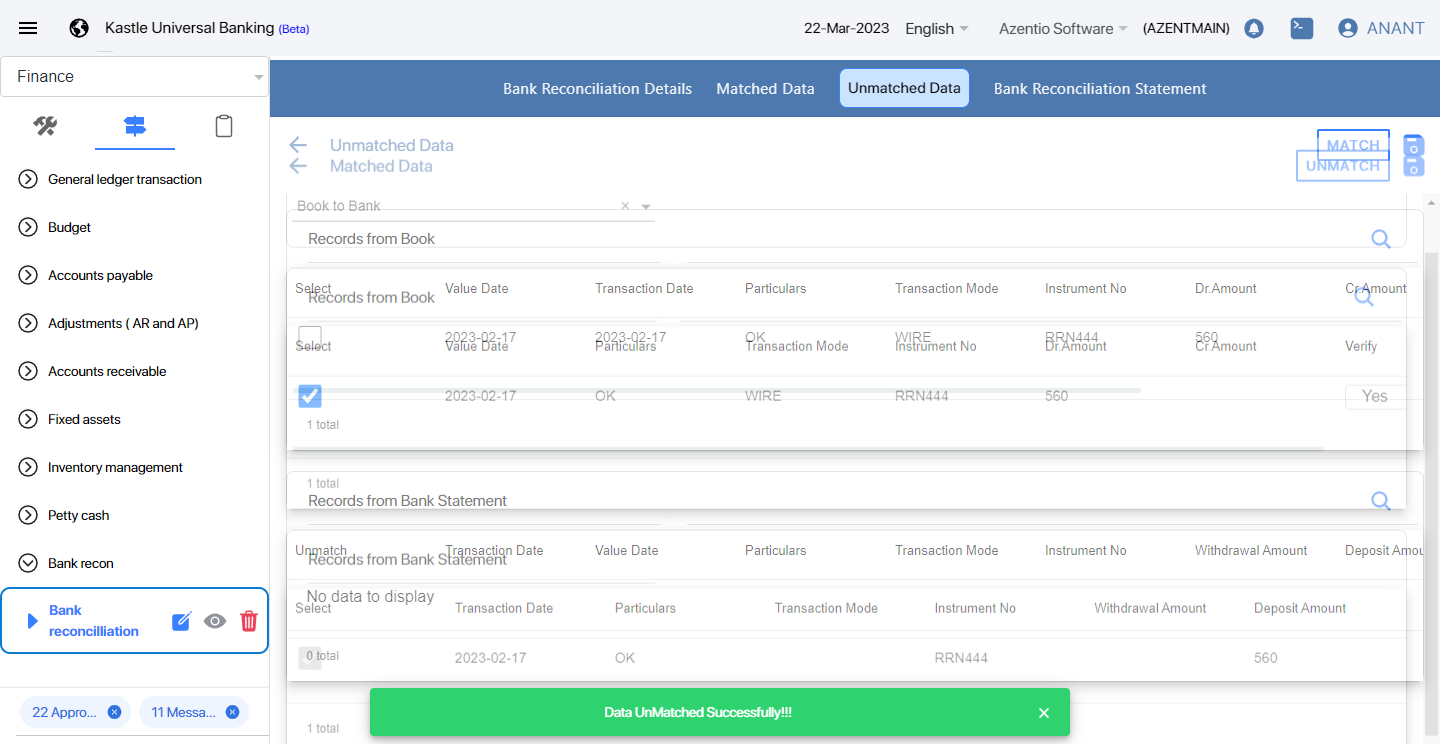 Kastle Universal Banking (Beta)
22-Mar-2023 English Azentio Software (AZENTMAIN) ANANT
Finance
Bank Reconciliation Details Matched Data Unmatched Data Bank Reconciliation Statement
General ledger transaction
Budget
Accounts payable
Adjustments ( AR and AP)
Accounts receivable
Fixed assets
Inventory management
Petty cash
Bank recon
Bank
reconcilliation
22 Appro... 11 Messa...
Unmatched Data MATCH
Matched Data UNMATCH
Book to Bank
Records from Book
Select Value Date Transaction Date Particulars Transaction Mode Instrument No Dr.Amount Cr.Amount
Records from Book
2023-02-17 2023-02-17 OK WIRE RRN444 560
Select Value Date Particulars Transaction Mode Instrument No Dr.Amount Cr.Amount Verify
2023-02-17 OK WIRE RRN444 560 Yes
1 total
1 total
Records from Bank Statement
Unmatch Transaction Date Value Date Particulars Transaction Mode Instrument No Withdrawal Amount Deposit Amou
Records from Bank Statement
No data to display
Select Transaction Date Particulars Transaction Mode Instrument No Withdrawal Amount Deposit Amount
0 total
2023-02-17 OK RRN444 560
Data UnMatched Successfully!!!
1 total